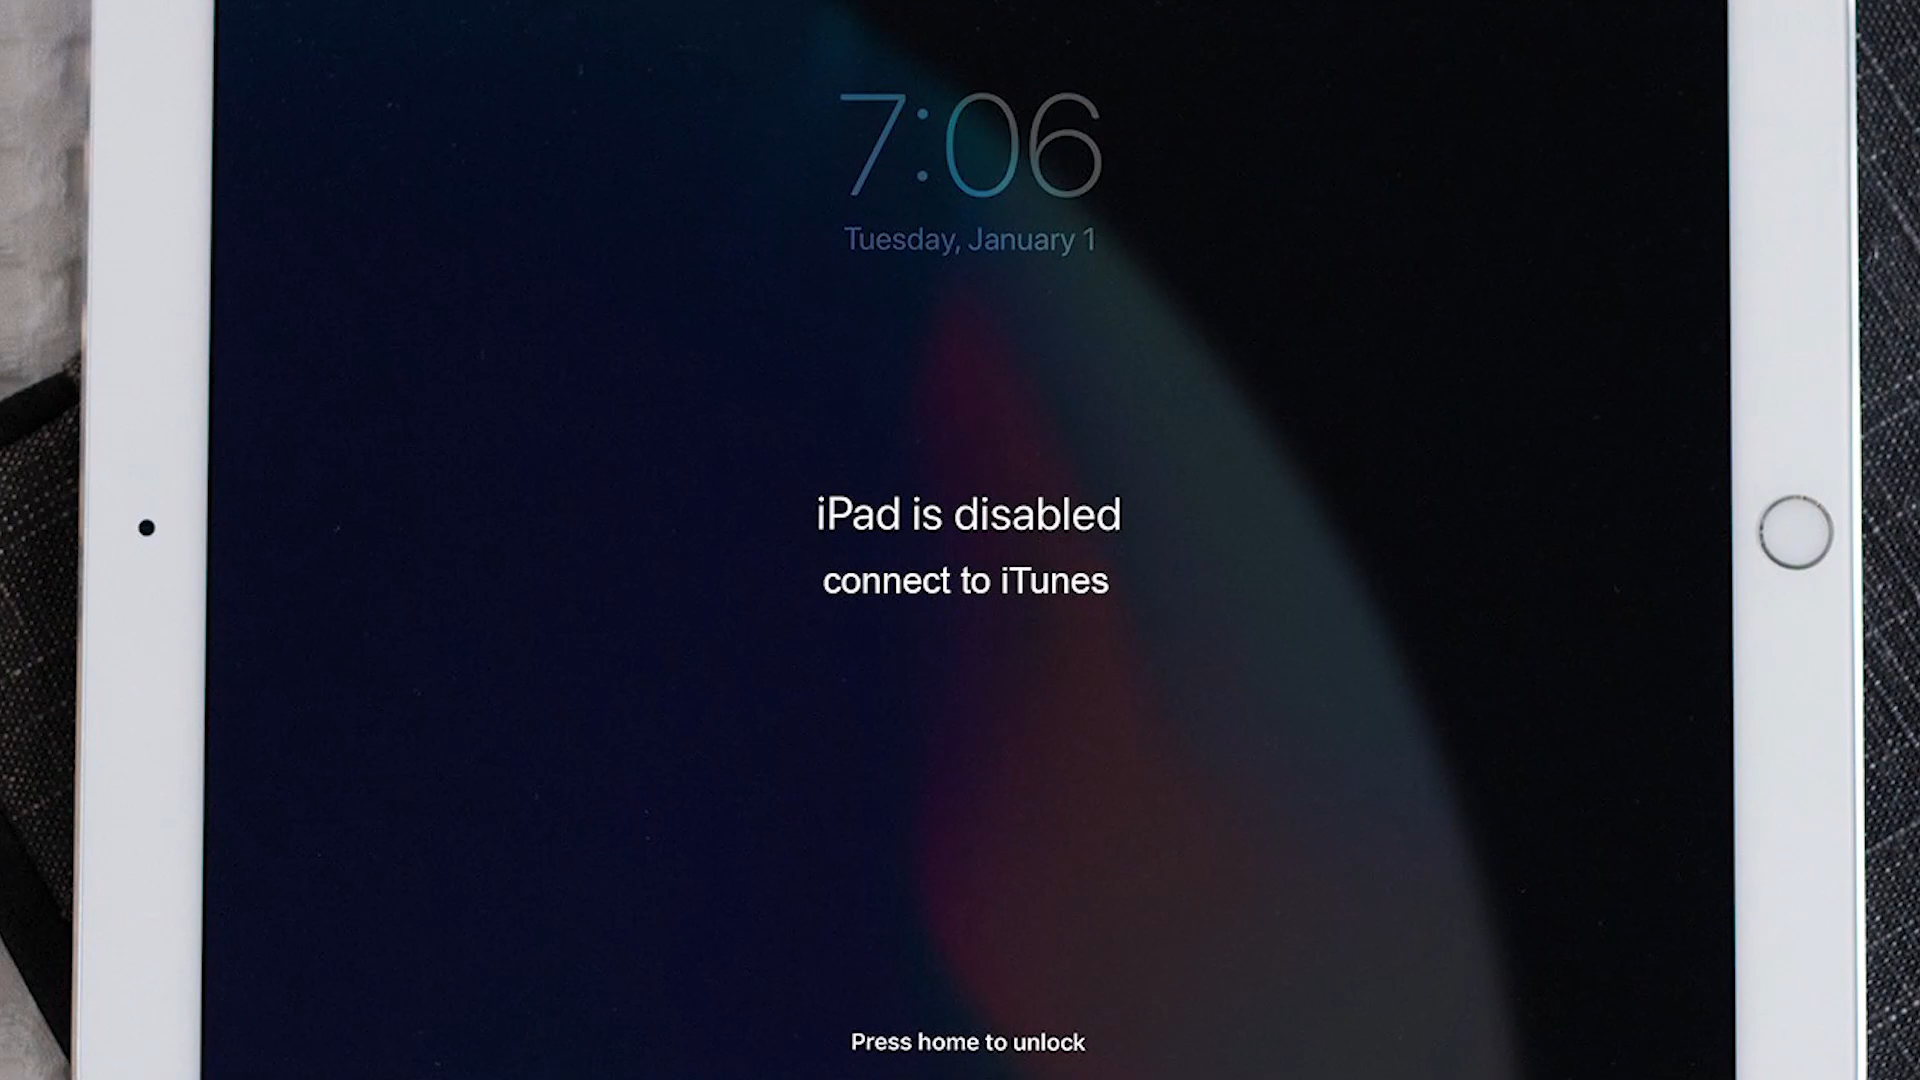 7:06
Tuesday, January 1
iPad is disabled
connect to iTunes
Press home to unlock